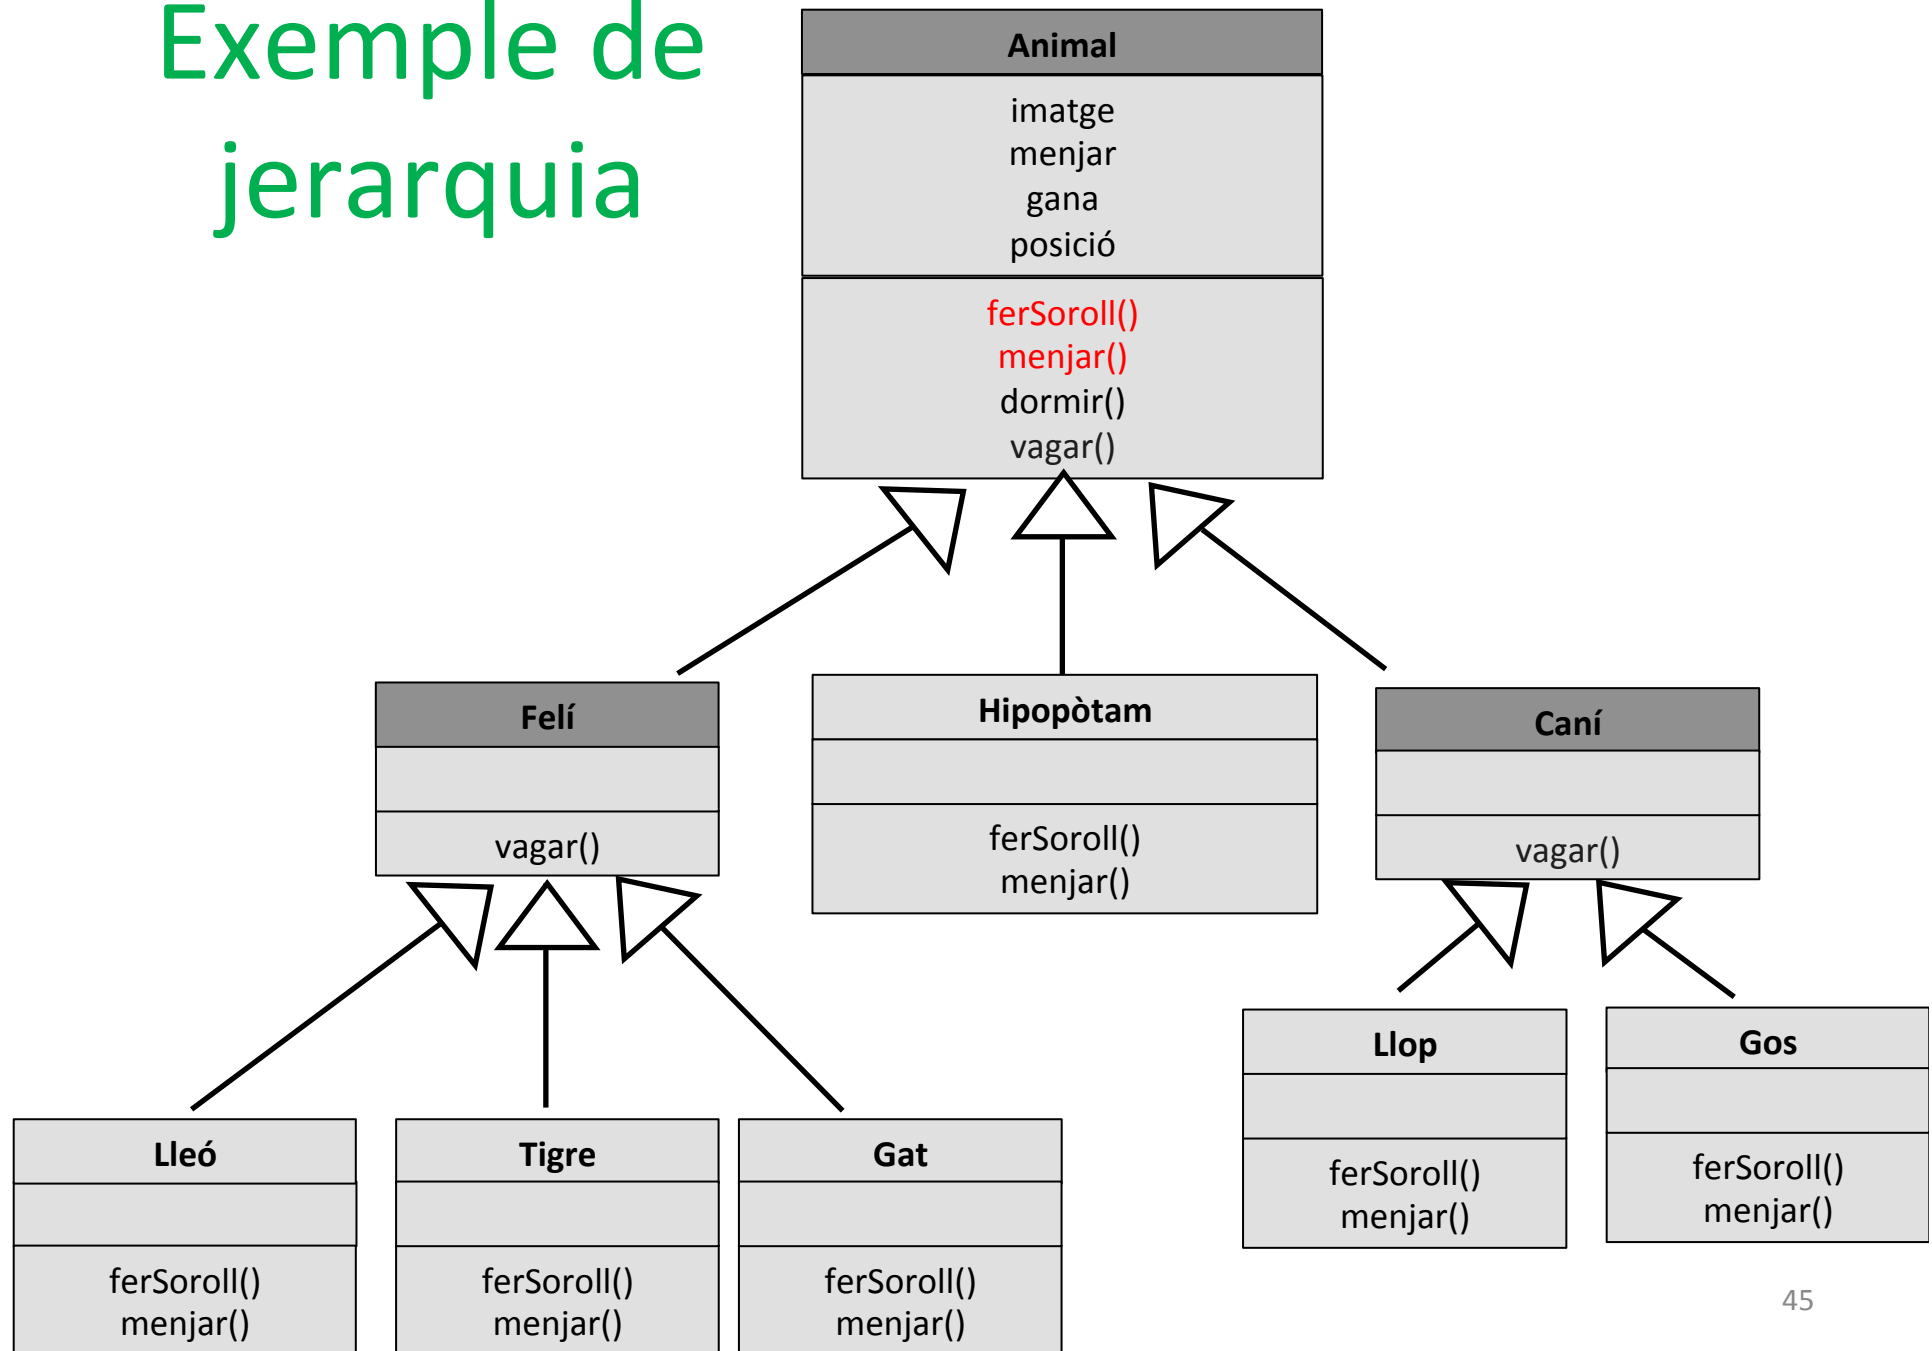 Exemple de
jerarquia
Animal
imatge
menjar
gana
posició
ferSoroll()
menjar()
dormir()
vagar()
Felí
vagar()
Hipopòtam
ferSoroll()
menjar()
Caní
vagar()
Lleó
ferSoroll()
menjar()
Tigre
ferSoroll()
menjar()
Gat
ferSoroll()
menjar()
Llop
ferSoroll()
menjar()
Gos
ferSoroll()
menjar()
45